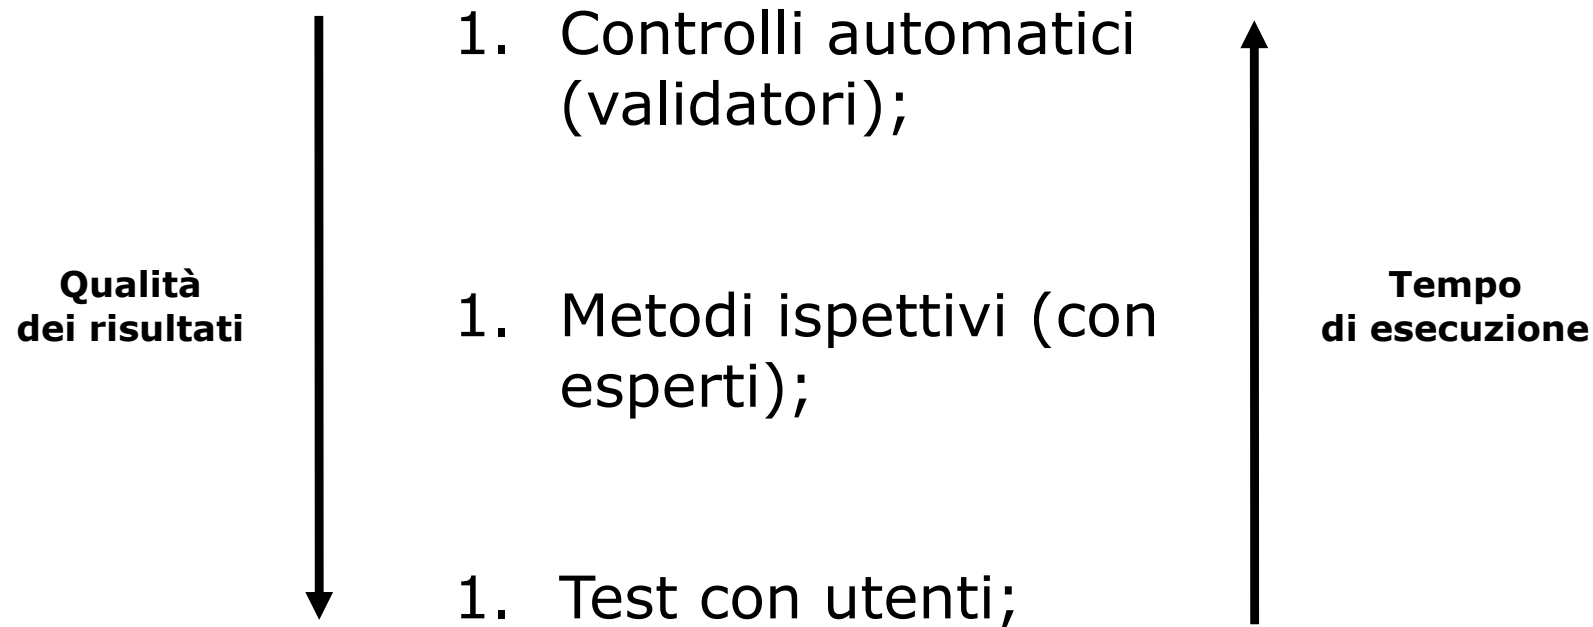 1. Controlli automatici
(validatori);
Qualità
dei risultati
1. Metodi ispettivi (con
esperti);
Tempo
di esecuzione
1. Test con utenti;